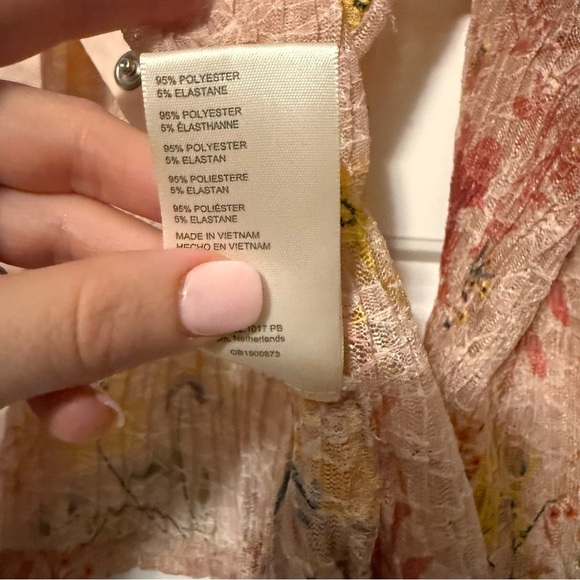 95% POLYESTER
5% ELASTANE
95% POLYESTER
5% ÉLASTHANNE
95% POLYESTER
5% ELASTAN
95% POLIESTERE
5% ELASTAN
95% POLIÉSTER
5% ELASTANE
MADE IN VIETNAM
HECHO EN VIETNAM
1017 PB
Netherlands